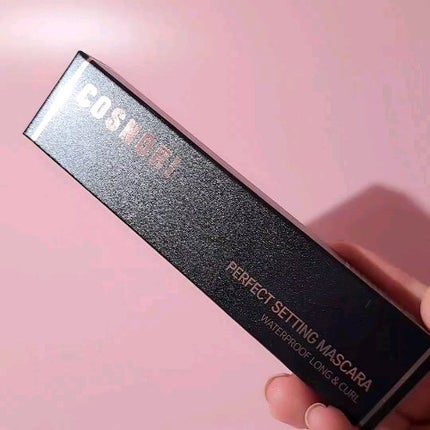 COSNORI
PERFECT SETTING MASCARA
WATERPROOF LONG & CURL